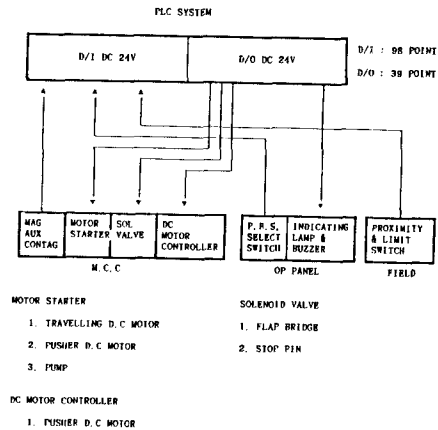 PLC SYSTEM
D/I DC 24V
D/O DC 24V
D/I : 98 POINT
D/O : 39 POINT
MAG AUX CONTAG
MOTOR STARTER
SOL VALVE
DC MOTOR CONTROLLER
P.B.S, SELECT SWITCH
INDICATING LAMP & BUZZER
PROXIMITY & LIMIT SWITCH
M.C.C
OP PANEL
FIELD
MOTOR STARTER
1. TRAVELLING D.C MOTOR
2. PUSHER D.C MOTOR
3. PUMP
SOLENOID VALVE
1. FLAP BRIDGE
2. STOP PIN
DC MOTOR CONTROLLER
1. PUSHER D.C MOTOR